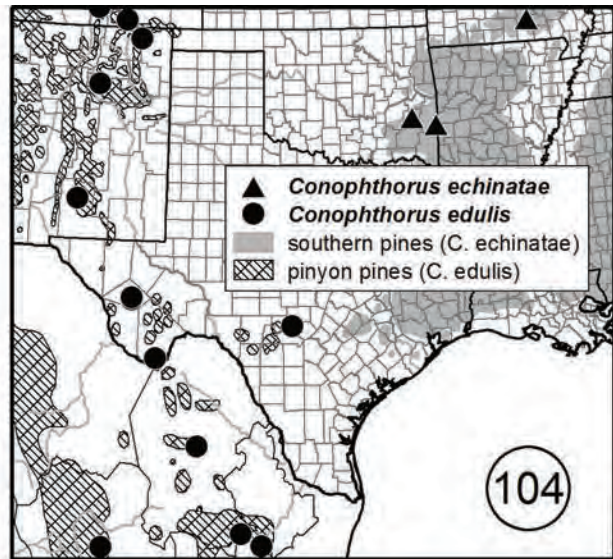 Conophthorus echinatae
Conophthorus edulis
southern pines (C. echinatae)
pinyon pines (C. edulis)
104